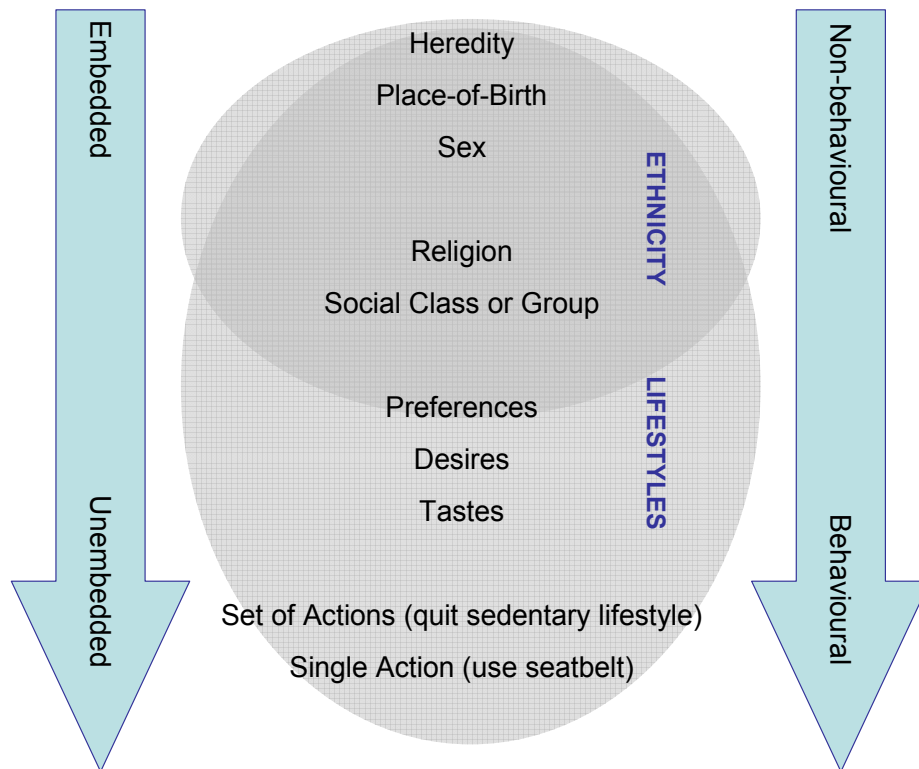 Embedded
Unembedded
Heredity
Place-of-Birth
Sex
Religion
Social Class or Group
Preferences
Desires
Tastes
Set of Actions (quit sedentary lifestyle)
Single Action (use seatbelt)
ETHNICITY
LIFESTYLES
Non-behavioural
Behavioural